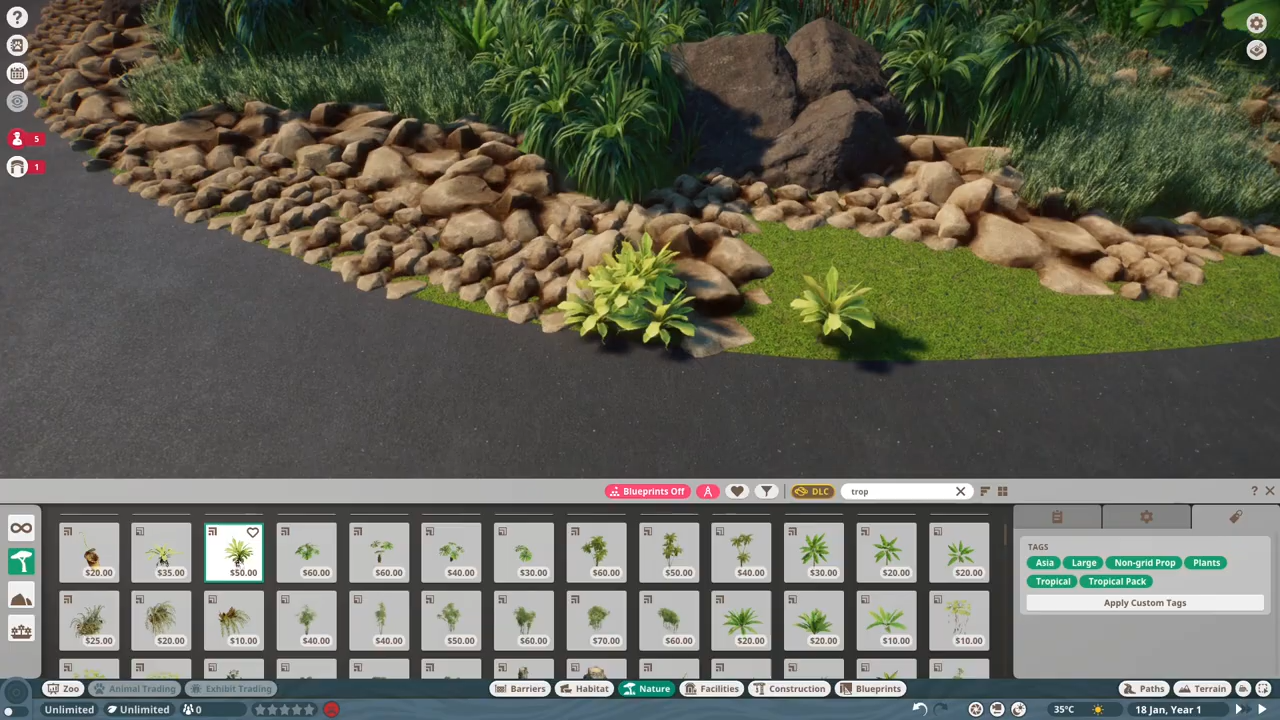 ?
5
1
Blueprints Off
DLC
trop
? X
$20.00 $35.00 $50.00 $60.00 $60.00 $40.00 $30.00 $60.00 $50.00 $40.00 $30.00 $20.00 $20.00
$25.00 $20.00 $10.00 $40.00 $40.00 $50.00 $60.00 $70.00 $60.00 $20.00 $20.00 $10.00 $10.00
TAGS
Asia Large Non-grid Prop Plants
Tropical Tropical Pack
Apply Custom Tags
Zoo Animal Trading Exhibit Trading Barriers Habitat Nature Facilities Construction Blueprints Paths Terrain
Unlimited Unlimited 0 35°C 18 Jan, Year 1